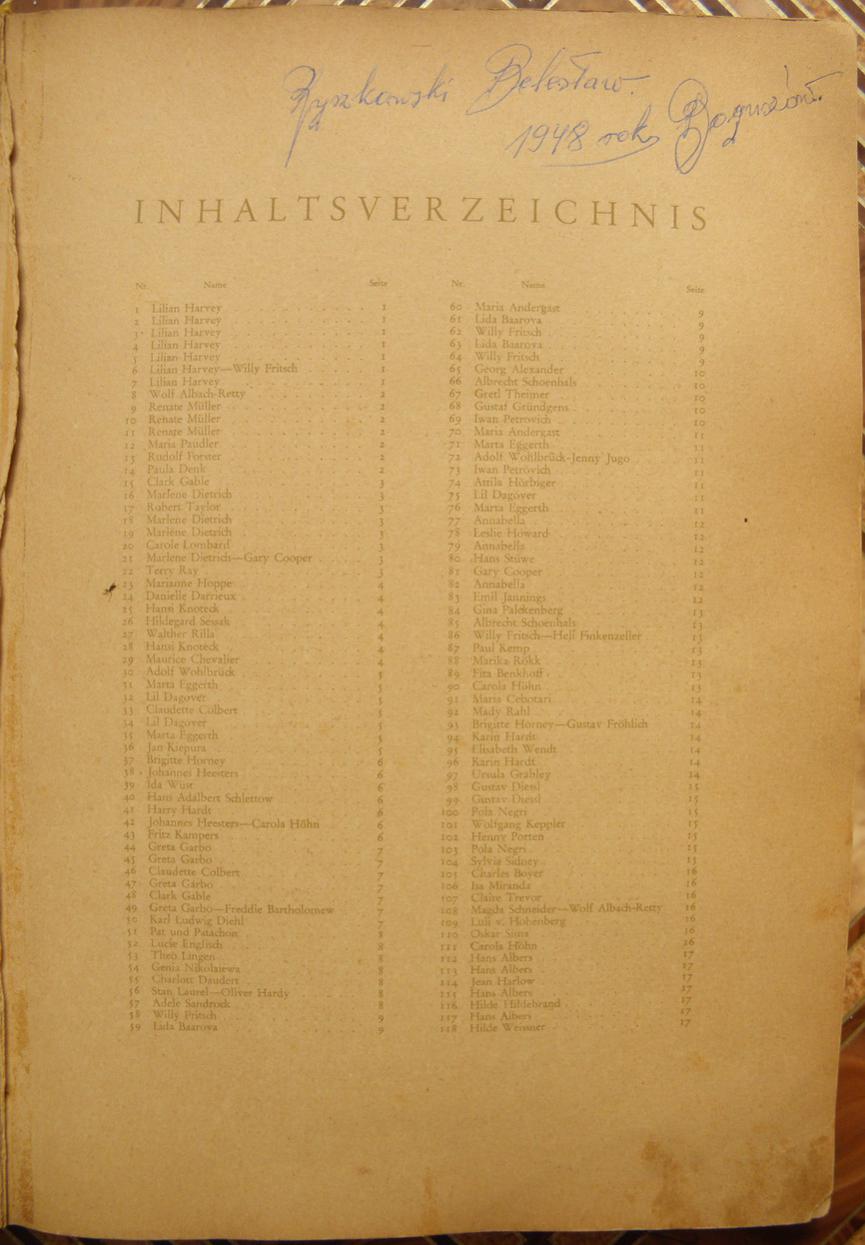 Ryszkowski Bolesław.
1948 rok, Boguszów.
INHALTSVERZEICHNIS
Nr. Name Seite
1 Lilian Harvey 1
2 Lilian Harvey 1
3 Lilian Harvey 1
4 Lilian Harvey 1
5 Lilian Harvey 1
6 Lilian Harvey—Willy Fritsch 1
7 Lilian Harvey 1
8 Wolf Albach-Retty 2
9 Renate Müller 2
10 Renate Müller 2
11 Renate Müller 2
12 Maria Paudler 2
13 Rudolf Forster 2
14 Paula Denk 2
15 Clark Gable 3
16 Marlene Dietrich 3
17 Robert Taylor 3
18 Marlene Dietrich 3
19 Marlene Dietrich 3
20 Carole Lombard 3
21 Marlene Dietrich—Gary Cooper 3
22 Terry Ray 3
23 Marianne Hoppe 4
24 Danielle Darrieux 4
25 Hansi Knoteck 4
26 Hildegard Sessak 4
27 Walther Rilla 4
28 Hansi Knoteck 4
29 Maurice Chevalier 4
30 Adolf Wohlbrück 5
31 Marta Eggerth 5
32 Lil Dagover 5
33 Claudette Colbert 5
34 Lil Dagover 5
35 Marta Eggerth 5
36 Jan Kiepura 5
37 Brigitte Horney 6
38 Johannes Heesters 6
39 Ida Wüst 6
40 Hans Adalbert Schlettow 6
41 Harry Hardt 6
42 Johannes Heesters—Carola Höhn 6
43 Fritz Kampers 6
44 Greta Garbo 7
45 Greta Garbo 7
46 Claudette Colbert 7
47 Greta Garbo 7
48 Clark Gable 7
49 Greta Garbo—Freddie Bartholomew 7
50 Karl Ludwig Diehl 7
51 Pat und Patachon 8
52 Lucie Englisch 8
53 Theo Lingen 8
54 Genia Nikolaiewa 8
55 Charlott Daudert 8
56 Stan Laurel—Oliver Hardy 8
57 Adele Sandrock 8
58 Willy Fritsch 9
59 Lida Baarova 9
Nr. Name Seite
60 Maria Andergast 9
61 Lida Baarova 9
62 Willy Fritsch 9
63 Lida Baarova 9
64 Willy Fritsch 9
65 Georg Alexander 10
66 Albrecht Schoenhals 10
67 Gretl Theimer 10
68 Gustaf Gründgens 10
69 Iwan Petrovich 10
70 Maria Andergast 11
71 Marta Eggerth 11
72 Adolf Wohlbrück-Jenny Jugo 11
73 Iwan Petrovich 11
74 Attila Hörbiger 11
75 Lil Dagover 11
76 Marta Eggerth 11
77 Annabella 12
78 Leslie Howard 12
79 Annabella 12
80 Hans Stüwe 12
81 Gary Cooper 12
82 Annabella 12
83 Emil Jannings 12
84 Gina Falckenberg 13
85 Albrecht Schoenhals 13
86 Willy Fritsch—Heli Finkenzeller 13
87 Paul Kemp 13
88 Marika Rökk 13
89 Fita Benkhoff 13
90 Carola Höhn 13
91 Maria Cebotari 14
92 Mady Rahl 14
93 Brigitte Horney—Gustav Fröhlich 14
94 Karin Hardt 14
95 Elisabeth Wendt 14
96 Karin Hardt 14
97 Ursula Grabley 14
98 Gustav Diessl 15
99 Gustav Diessl 15
100 Pola Negri 15
101 Wolfgang Keppler 15
102 Henny Porten 15
103 Pola Negri 15
104 Sylvia Sidney 15
105 Charles Boyer 16
106 Isa Miranda 16
107 Claire Trevor 16
108 Magda Schneider—Wolf Albach-Retty 16
109 Luli v. Hohenberg 16
110 Oskar Sima 16
111 Carola Höhn 16
112 Hans Albers 17
113 Hans Albers 17
114 Jean Harlow 17
115 Hans Albers 17
116 Hilde Hildebrand 17
117 Hans Albers 17
118 Hilde Weissner 17